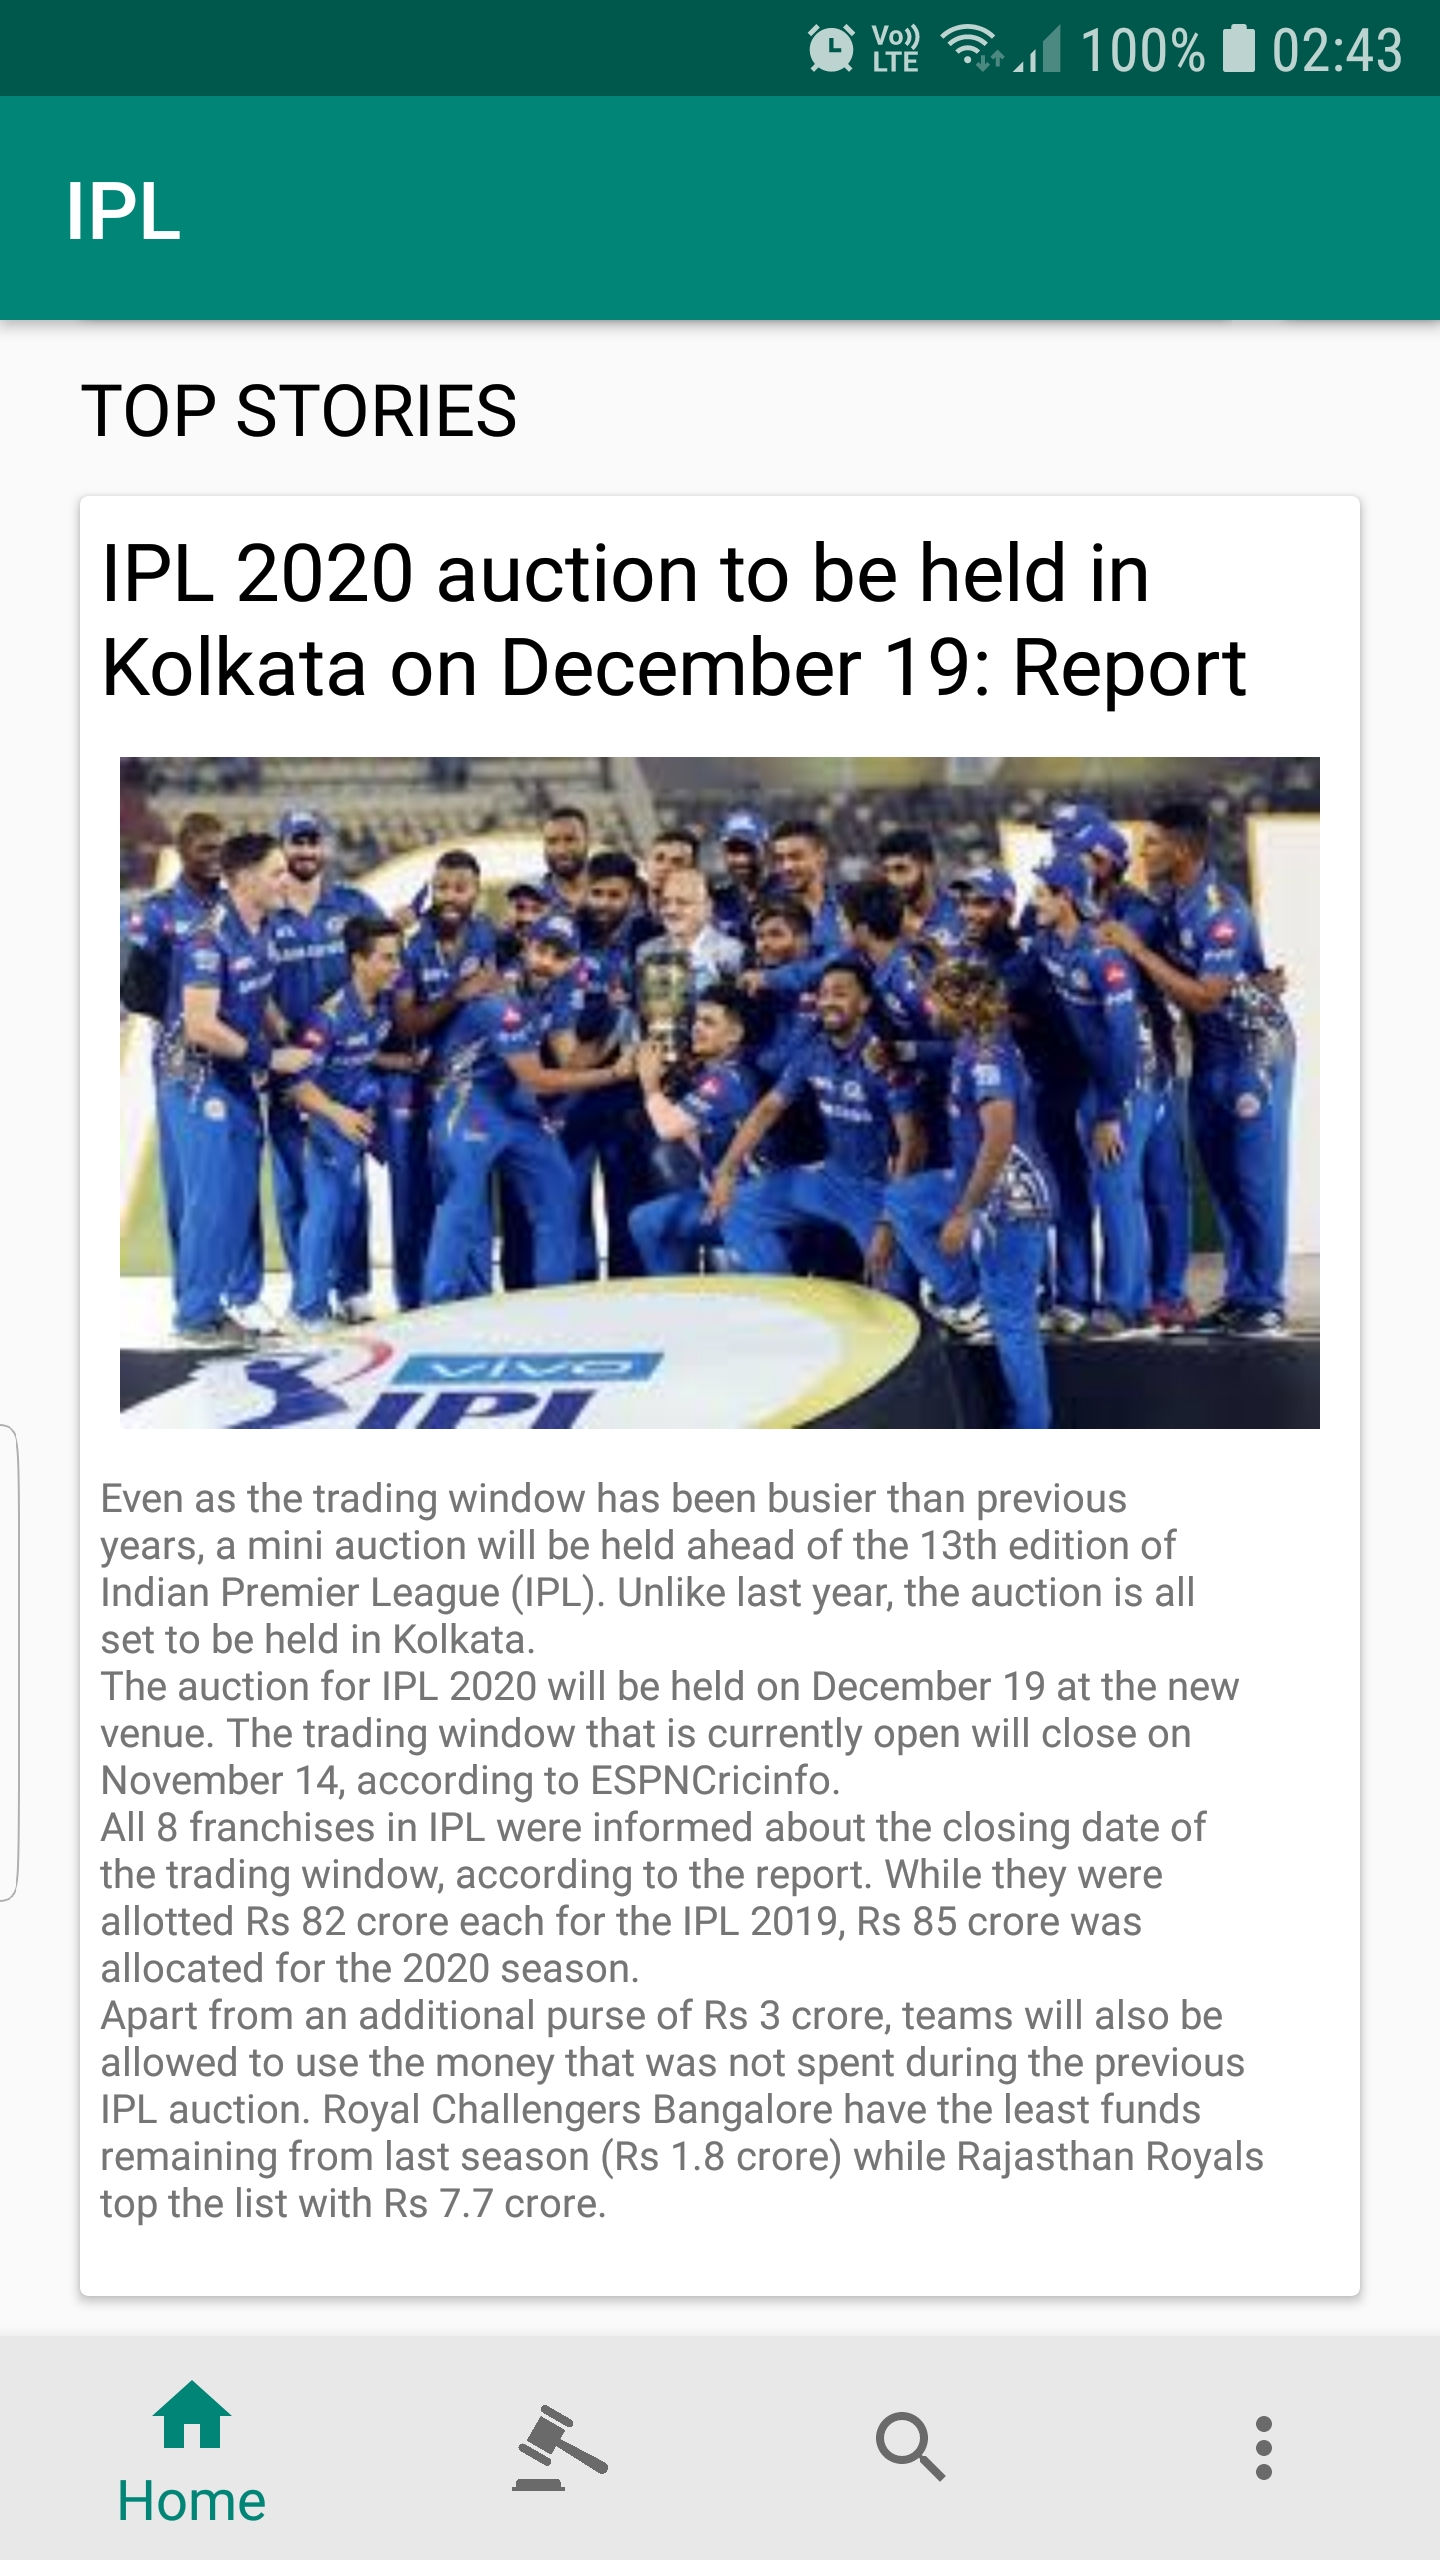 Vo)) LTE 100% 02:43
IPL
TOP STORIES
IPL 2020 auction to be held in
Kolkata on December 19: Report
vivo
IPL
Even as the trading window has been busier than previous
years, a mini auction will be held ahead of the 13th edition of
Indian Premier League (IPL). Unlike last year, the auction is all
set to be held in Kolkata.
The auction for IPL 2020 will be held on December 19 at the new
venue. The trading window that is currently open will close on
November 14, according to ESPNCricinfo.
All 8 franchises in IPL were informed about the closing date of
the trading window, according to the report. While they were
allotted Rs 82 crore each for the IPL 2019, Rs 85 crore was
allocated for the 2020 season.
Apart from an additional purse of Rs 3 crore, teams will also be
allowed to use the money that was not spent during the previous
IPL auction. Royal Challengers Bangalore have the least funds
remaining from last season (Rs 1.8 crore) while Rajasthan Royals
top the list with Rs 7.7 crore.
Home